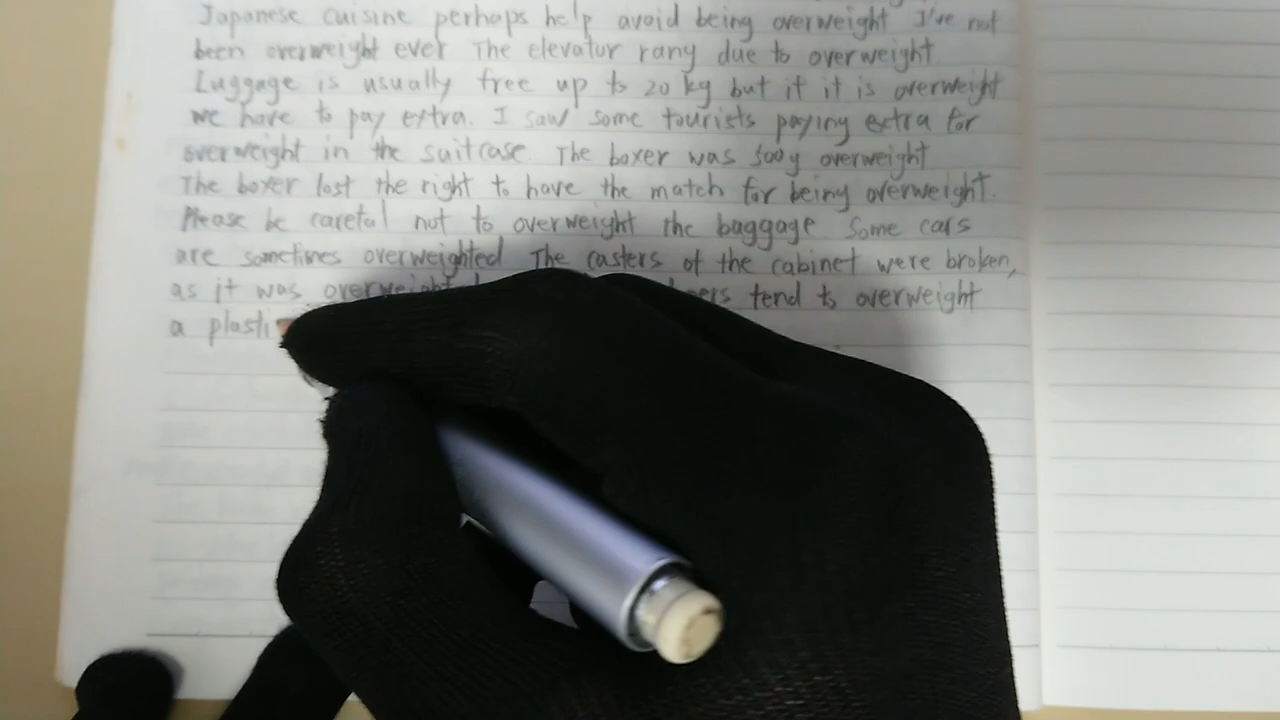 Japanese cuisine perhaps help avoid being overweight I've not
been overweight ever The elevator rang due to overweight
Luggage is usually free up to 20 kg but if it is overweight
we have to pay extra. I saw some tourists paying extra for
overweight in the suitcase The boxer was 500g overweight
The boxer lost the right to have the match for being overweight.
Please be careful not to overweight the baggage Some cars
are sometimes overweighted The casters of the cabinet were broken,
as it was overweighted tend to overweight
a plasti